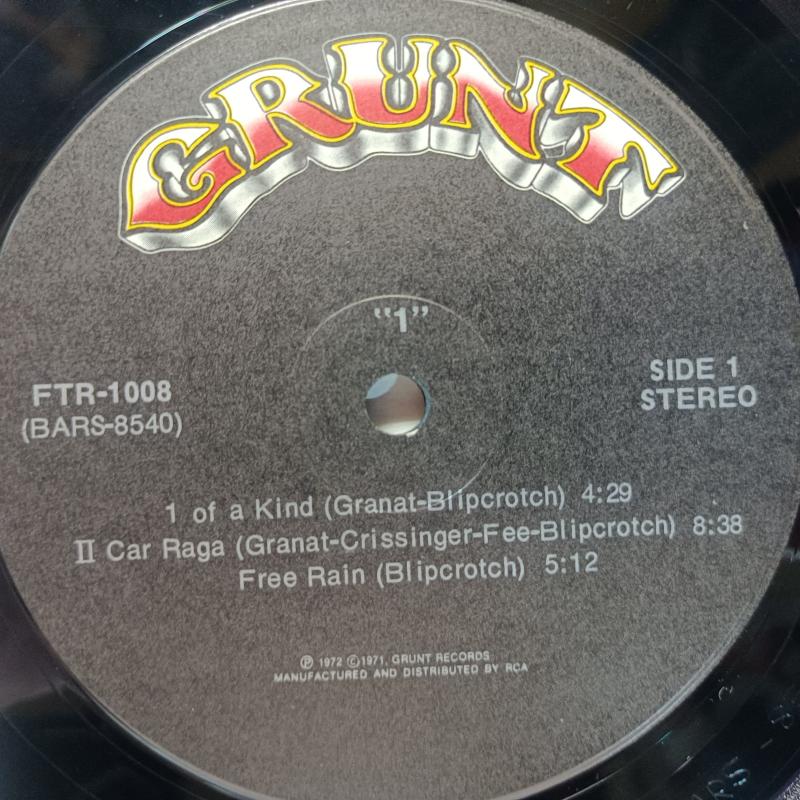 GRUNT
"1"
FTR-1008
(BARS-8540)
SIDE 1
STEREO
1 of a Kind (Granat-Blipcrotch) 4:29
II Car Raga (Granat-Crissinger-Fee-Blipcrotch) 8:38
Free Rain (Blipcrotch) 5:12
Ⓟ 1972 Ⓒ1971, GRUNT RECORDS
MANUFACTURED AND DISTRIBUTED BY RCA